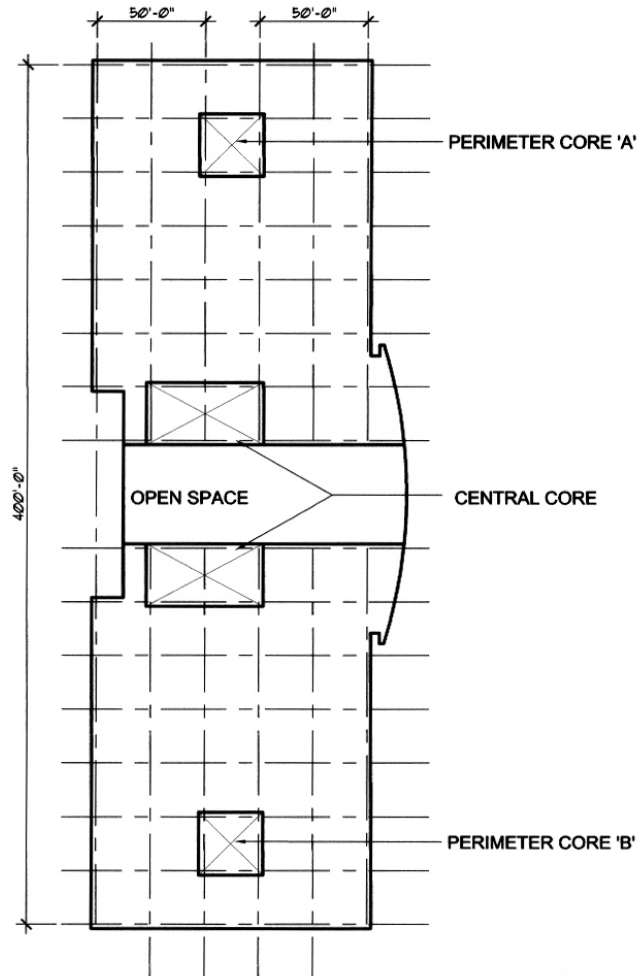 50'-0" 50'-0"
PERIMETER CORE 'A'
400'-0"
OPEN SPACE
CENTRAL CORE
PERIMETER CORE 'B'